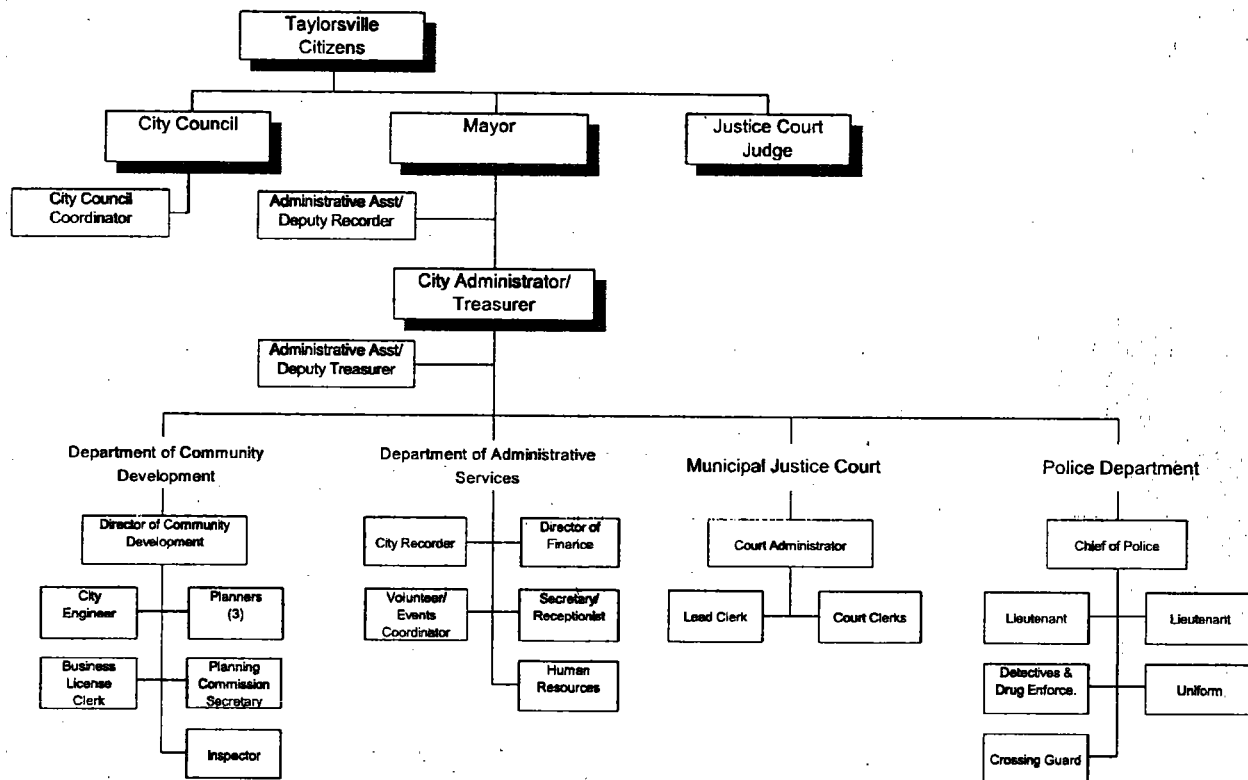 Taylorsville
Citizens
City Council
Mayor
Justice Court
Judge
City Council
Coordinator
Administrative Asst/
Deputy Recorder
City Administrator/
Treasurer
Administrative Asst/
Deputy Treasurer
Department of Community
Development
Department of Administrative
Services
Municipal Justice Court
Police Department
Director of Community
Development
City Recorder
Director of
Finance
Court Administrator
Chief of Police
City
Engineer
Planners
(3)
Volunteer/
Events
Coordinator
Secretary/
Receptionist
Lead Clerk
Court Clerks
Lieutenant
Lieutenant
Business
License
Clerk
Planning
Commission
Secretary
Human
Resources
Detectives &
Drug Enforce.
Uniform
Inspector
Crossing Guard